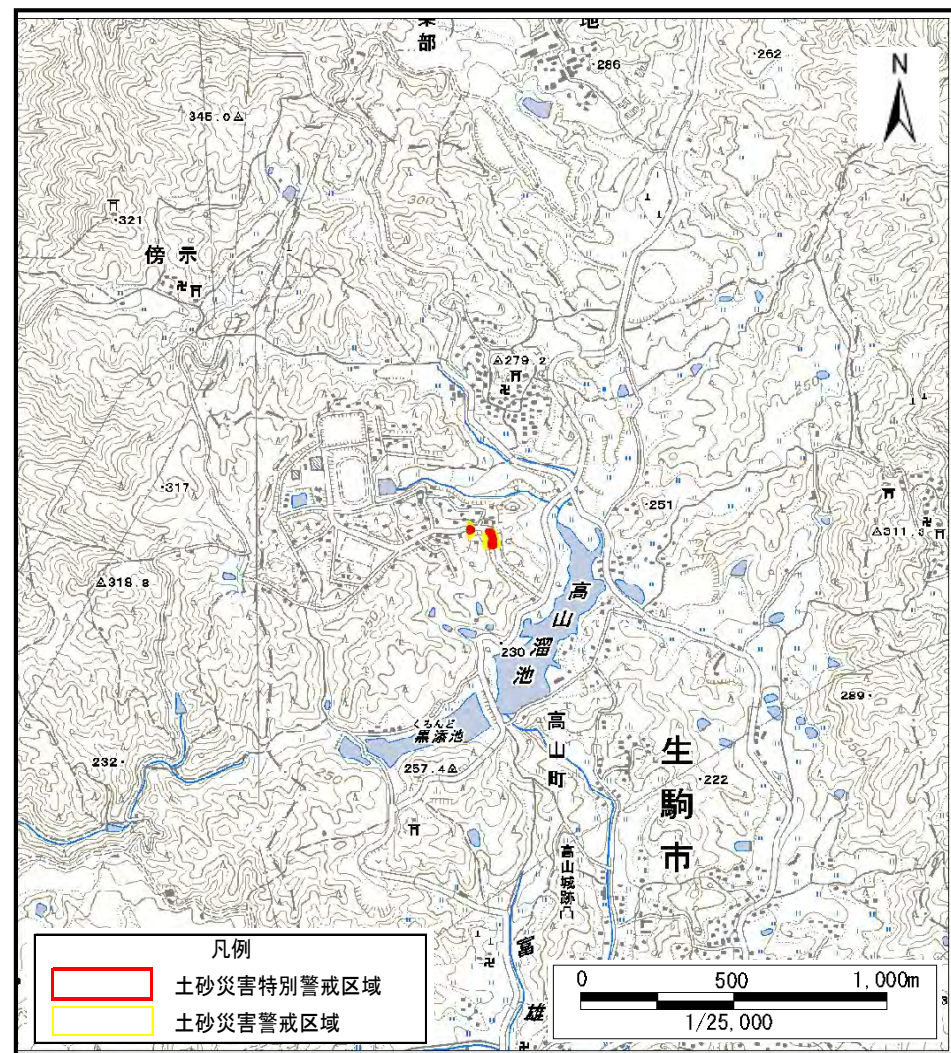 部
地
286
262
N
345.0
321
傍示
300
279.2
317
251
311.3
318.8
高山溜池
230
250
くろんど
黒添池
289
257.4
232
250
高山町
生駒市
222
高山城跡
富雄
凡例
土砂災害特別警戒区域
土砂災害警戒区域
0 500 1,000m
1/25,000